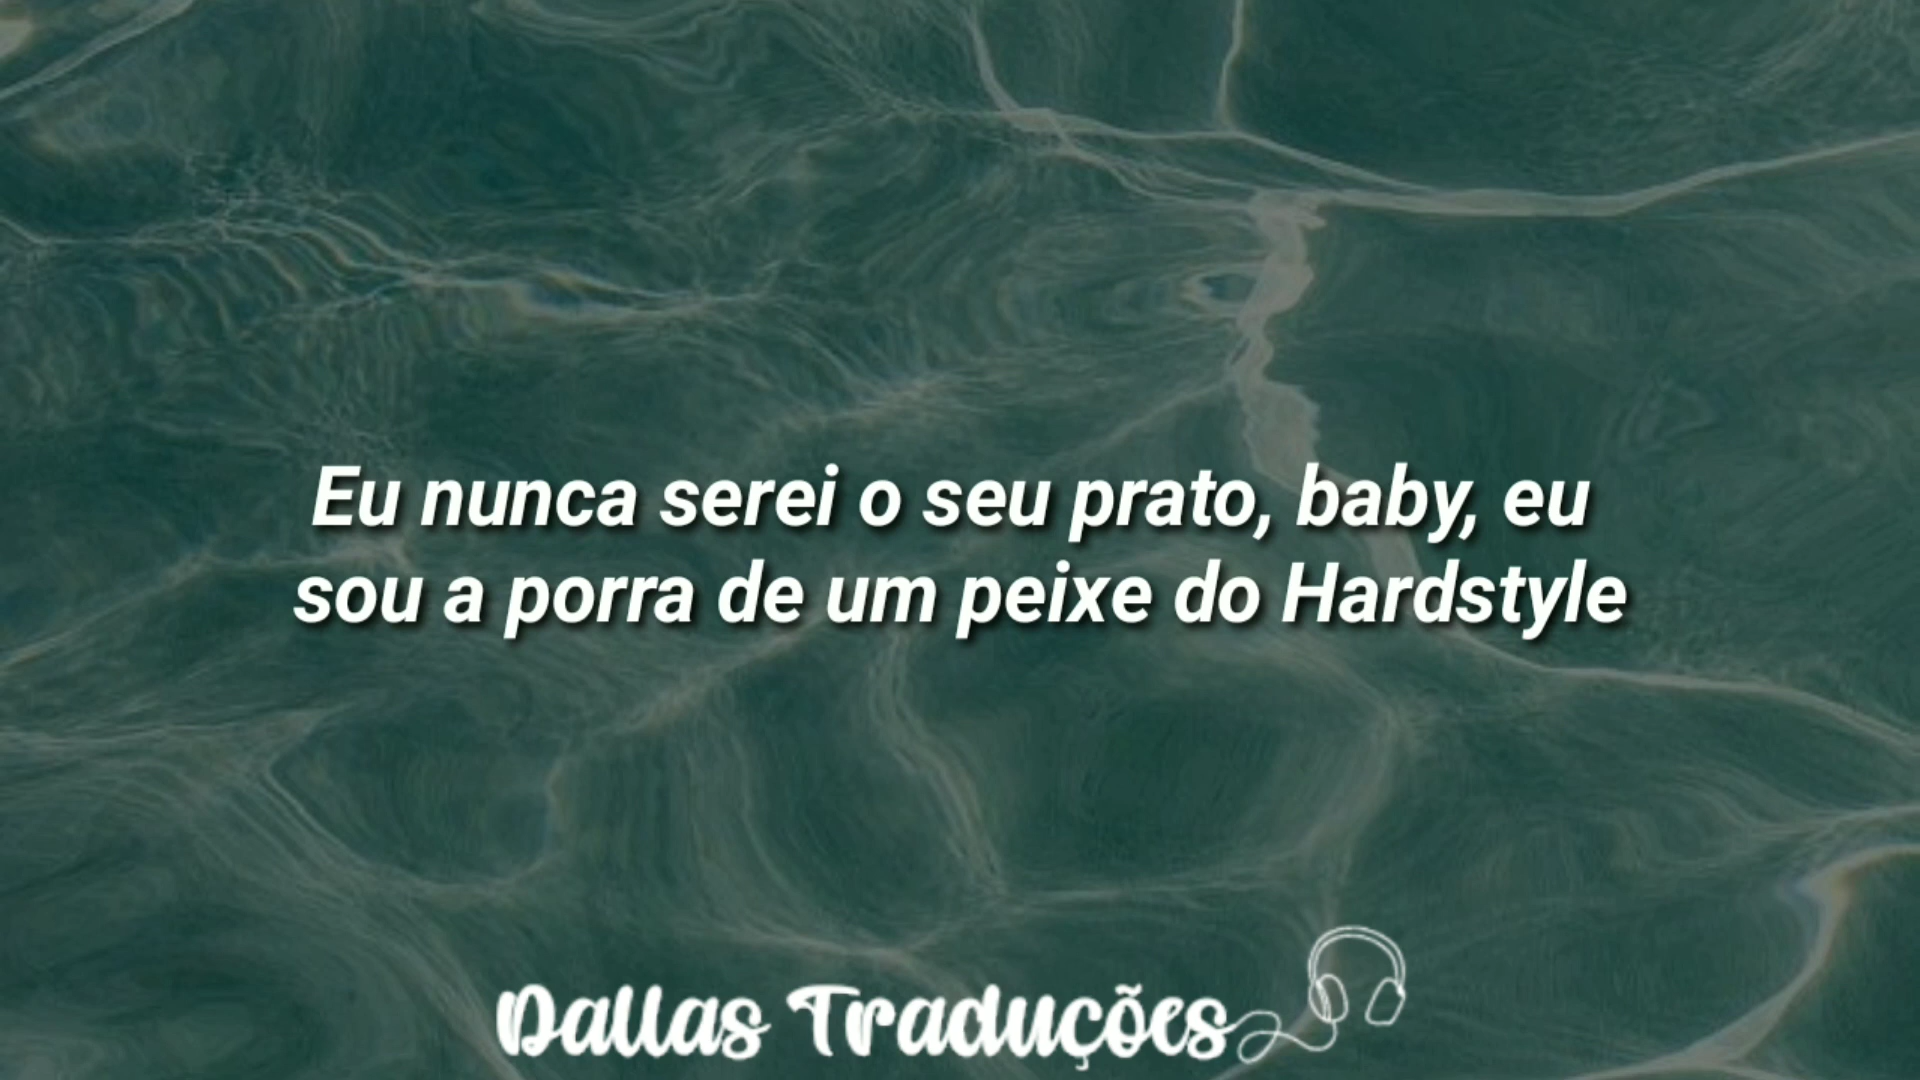 Eu nunca serei o seu prato, baby, eu
sou a porra de um peixe do Hardstyle
Dallas Traduções